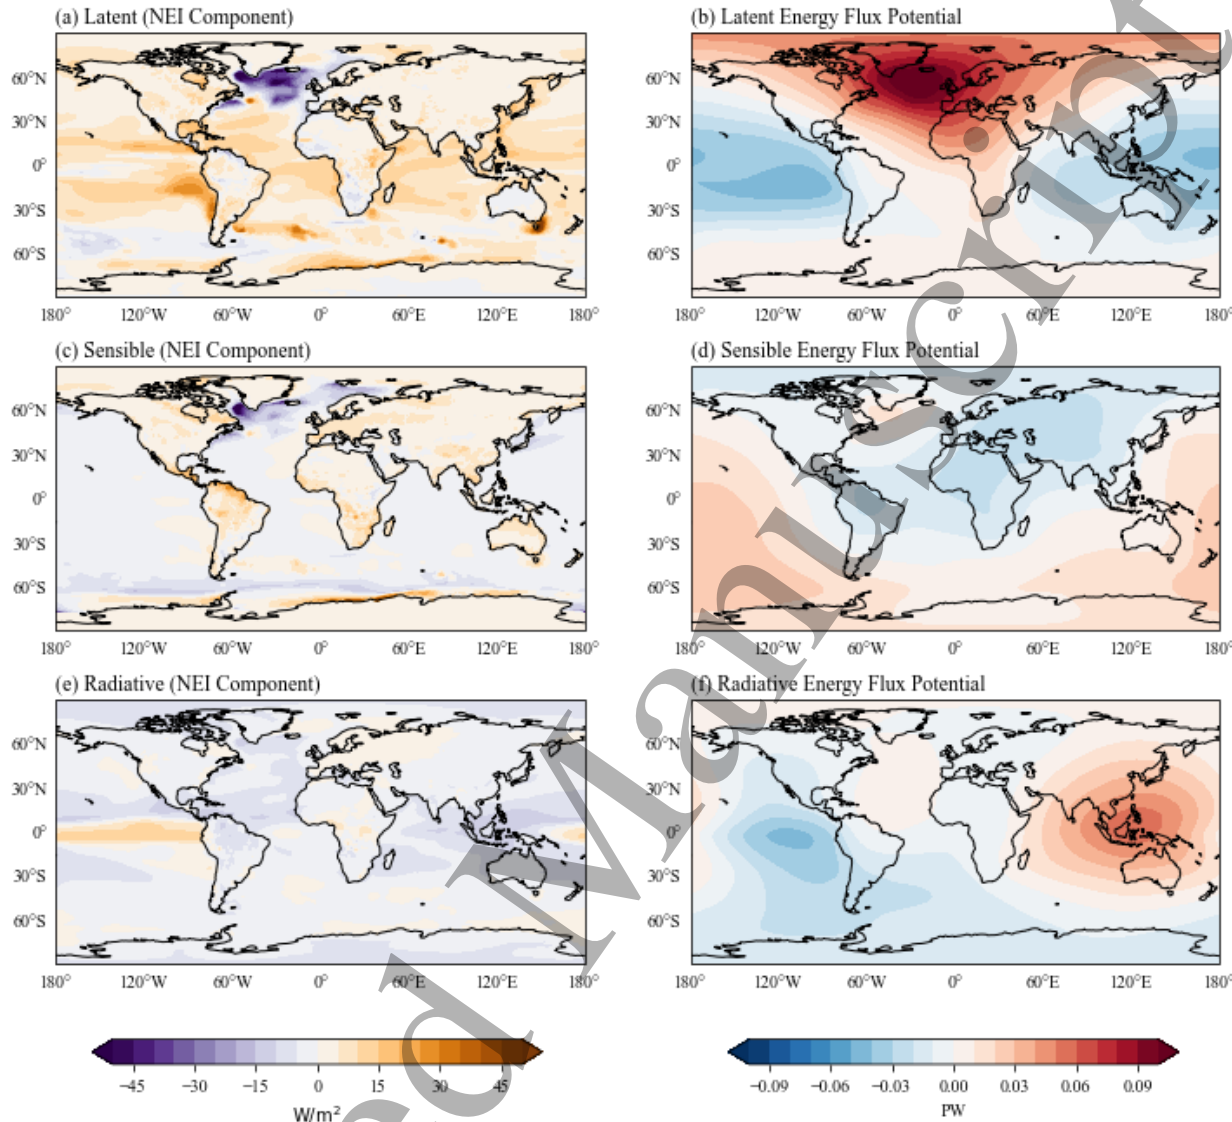 (a) Latent (NEI Component)
(b) Latent Energy Flux Potential
60°N
30°N
0°
30°S
60°S
180° 120°W 60°W 0° 60°E 120°E 180°
60°N
30°N
0°
30°S
60°S
180° 120°W 60°W 0° 60°E 120°E 180°
(c) Sensible (NEI Component)
(d) Sensible Energy Flux Potential
60°N
30°N
0°
30°S
60°S
180° 120°W 60°W 0° 60°E 120°E 180°
60°N
30°N
0°
30°S
60°S
180° 120°W 60°W 0° 60°E 120°E 180°
(e) Radiative (NEI Component)
(f) Radiative Energy Flux Potential
60°N
30°N
0°
30°S
60°S
180° 120°W 60°W 0° 60°E 120°E 180°
60°N
30°N
0°
30°S
60°S
180° 120°W 60°W 0° 60°E 120°E 180°
−45 −30 −15 0 15 30 45
W/m²
−0.09 −0.06 −0.03 0.00 0.03 0.06 0.09
PW
ed Manuscript